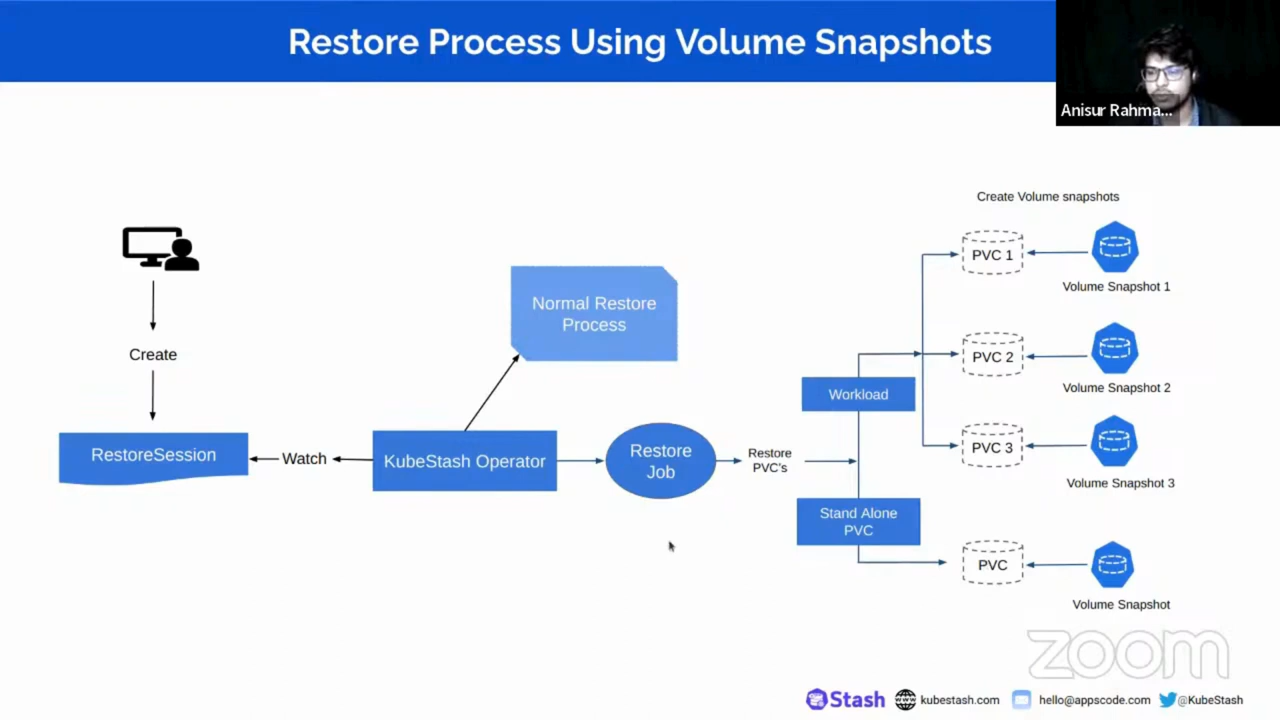 Restore Process Using Volume Snapshots
Anisur Rahma...
Create Volume snapshots
PVC 1
Volume Snapshot 1
Normal Restore
Process
PVC 2
Create
Volume Snapshot 2
Workload
RestoreSession
Watch
KubeStash Operator
Restore
Job
Restore
PVC's
PVC 3
Volume Snapshot 3
Stand Alone
PVC
PVC
Volume Snapshot
zoom
Stash
kubestash.com
hello@appscode.com
@KubeStash